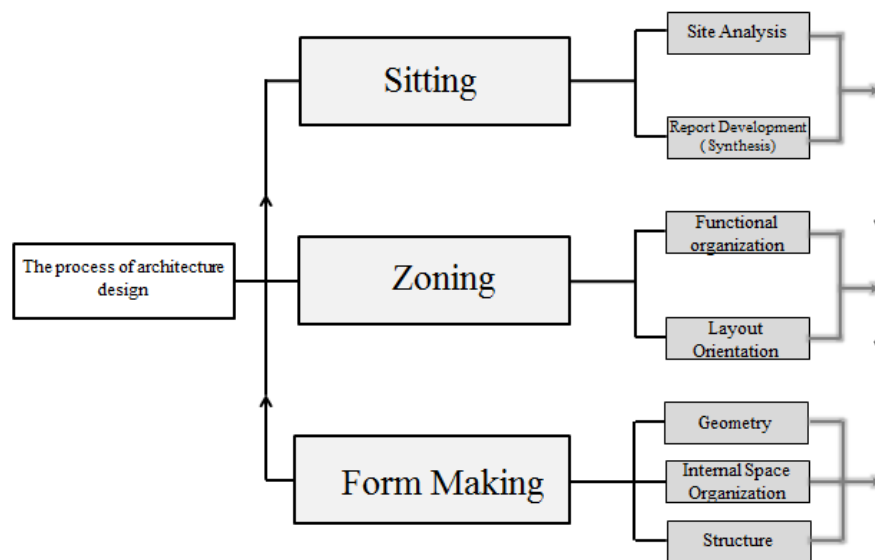 Site Analysis
Sitting
Report Development
( Synthesis)
Functional
organization
The process of architecture
design
Zoning
Layout
Orientation
Geometry
Form Making
Internal Space
Organization
Structure